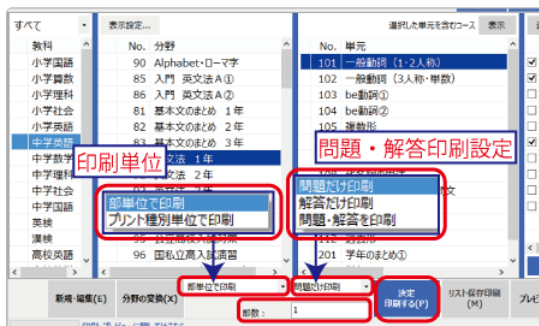 すべて
表示設定...
選択した単元を含むコース
表示
教科
No. 分野
No. 単元
小学国語
90 Alphabet・ローマ字
101 一般動詞 (1・2人称)
小学算数
85 入門 英文法A①
102 一般動詞 (3人称・単数)
小学理科
86 入門 英文法A②
103 be動詞①
小学社会
81 基本文のまとめ 1年
104 be動詞②
小学英語
82 基本文のまとめ 2年
105 複数形
中学英語
83 基本文のまとめ 3年
中学数学
文法 1年
中学理科
文法 2年
中学社会
中学国語
英検
漢検
高校英語
96 国私立高入試演習
201 学年のまとめ①
印刷単位
問題・解答印刷設定
部単位で印刷
プリント種別単位で印刷
問題だけ印刷
解答だけ印刷
問題・解答を印刷
新規・編集(E)
分野の変換(X)
部単位で印刷
問題だけ印刷
部数:
1
決定
印刷する(P)
リスト保存印刷
(M)
プレビ